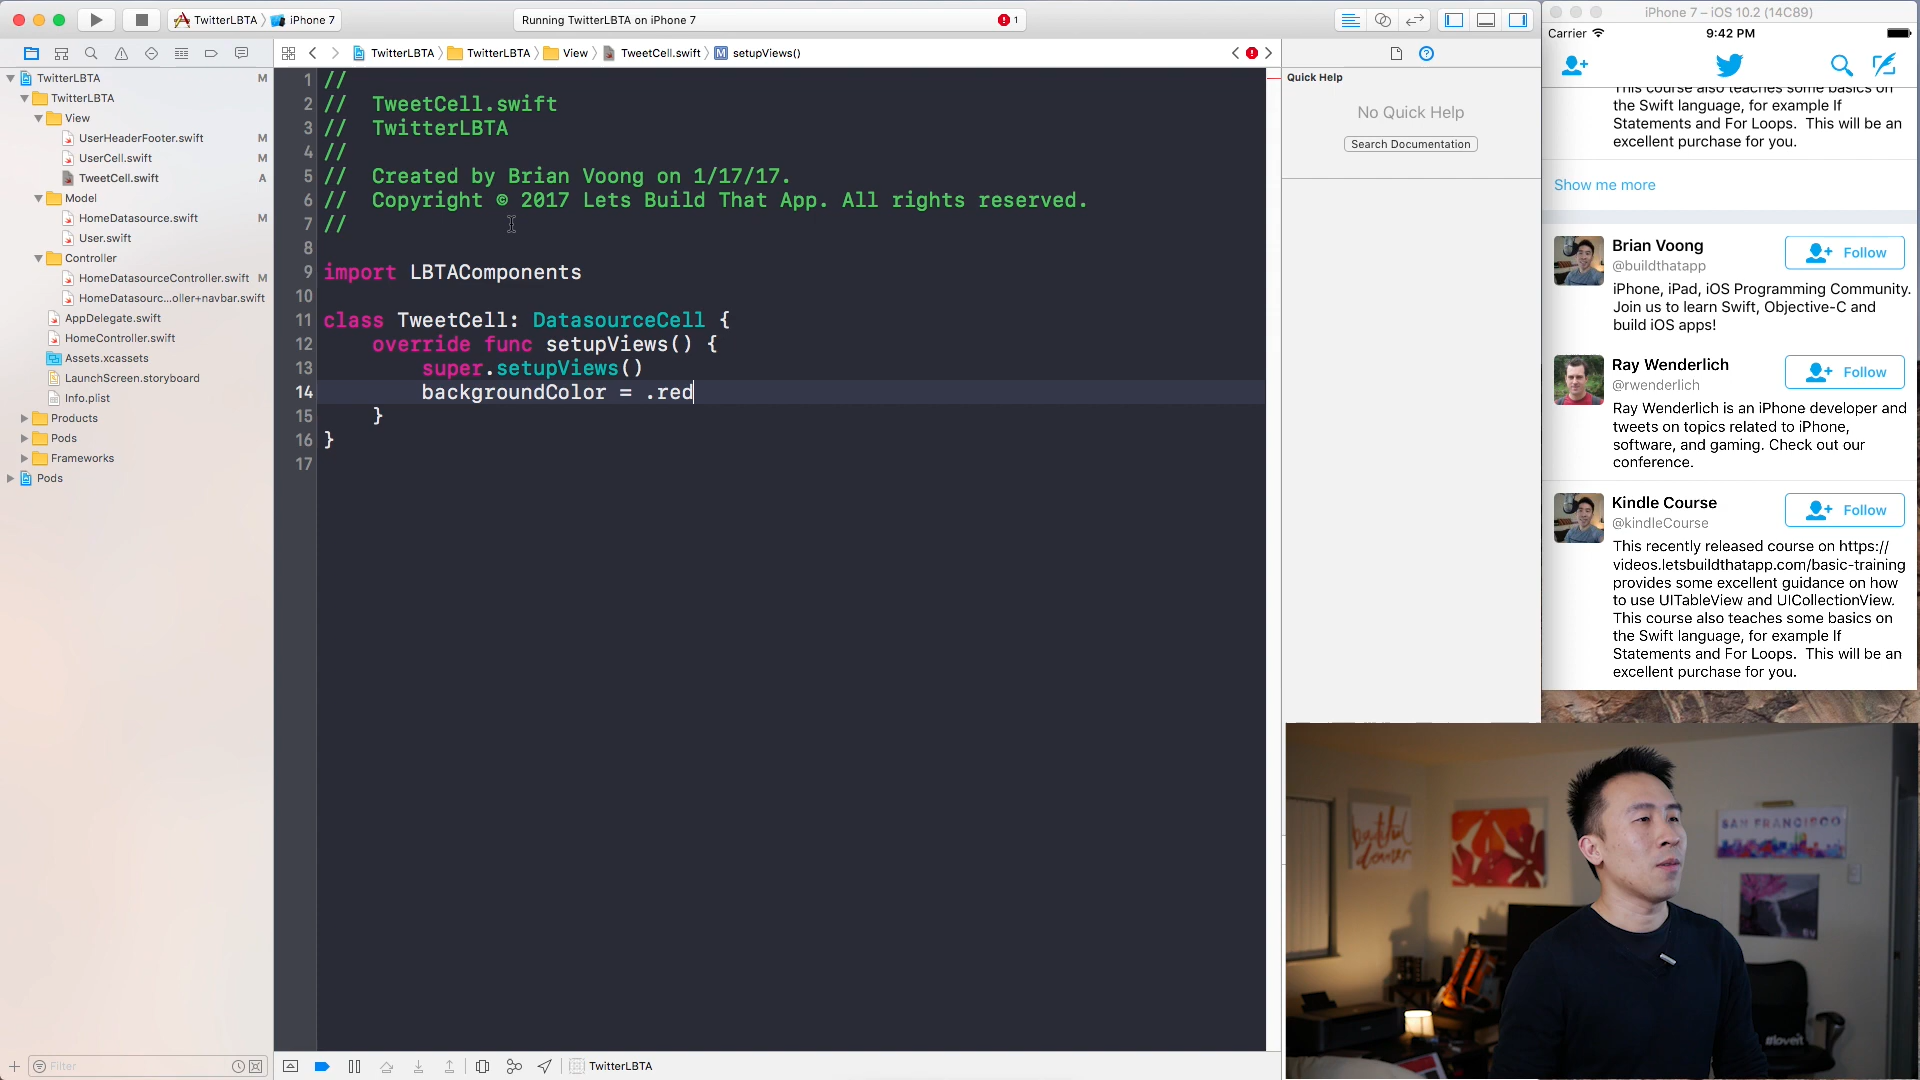 TwitterLBTA
iPhone 7
Running TwitterLBTA on iPhone 7
1
TwitterLBTA
TwitterLBTA
View
TweetCell.swift
M
setupViews()
TwitterLBTA
M
TwitterLBTA
View
UserHeaderFooter.swift
M
UserCell.swift
M
TweetCell.swift
A
Model
HomeDatasource.swift
M
User.swift
Controller
HomeDatasourceController.swift
M
HomeDatasourc...oller+navbar.swift
AppDelegate.swift
HomeController.swift
Assets.xcassets
LaunchScreen.storyboard
Info.plist
Products
Pods
Frameworks
Pods
Filter
1 //
2 //  TweetCell.swift
3 //  TwitterLBTA
4 //
5 //  Created by Brian Voong on 1/17/17.
6 //  Copyright © 2017 Lets Build That App. All rights reserved.
7 //
8
9 import LBTAComponents
10
11 class TweetCell: DatasourceCell {
12     override func setupViews() {
13         super.setupViews()
14         backgroundColor = .red
15     }
16 }
17
TwitterLBTA
Quick Help
No Quick Help
Search Documentation
iPhone 7 – iOS 10.2 (14C89)
Carrier
9:42 PM
This course also teaches some basics on
the Swift language, for example If
Statements and For Loops.  This will be an
excellent purchase for you.
Show me more
Brian Voong
@buildthatapp
Follow
iPhone, iPad, iOS Programming Community.
Join us to learn Swift, Objective-C and
build iOS apps!
Ray Wenderlich
@rwenderlich
Follow
Ray Wenderlich is an iPhone developer and
tweets on topics related to iPhone,
software, and gaming. Check out our
conference.
Kindle Course
@kindleCourse
Follow
This recently released course on https://
videos.letsbuildthatapp.com/basic-training
provides some excellent guidance on how
to use UITableView and UICollectionView.
This course also teaches some basics on
the Swift language, for example If
Statements and For Loops.  This will be an
excellent purchase for you.
SAN FRANCISCO
#loveit